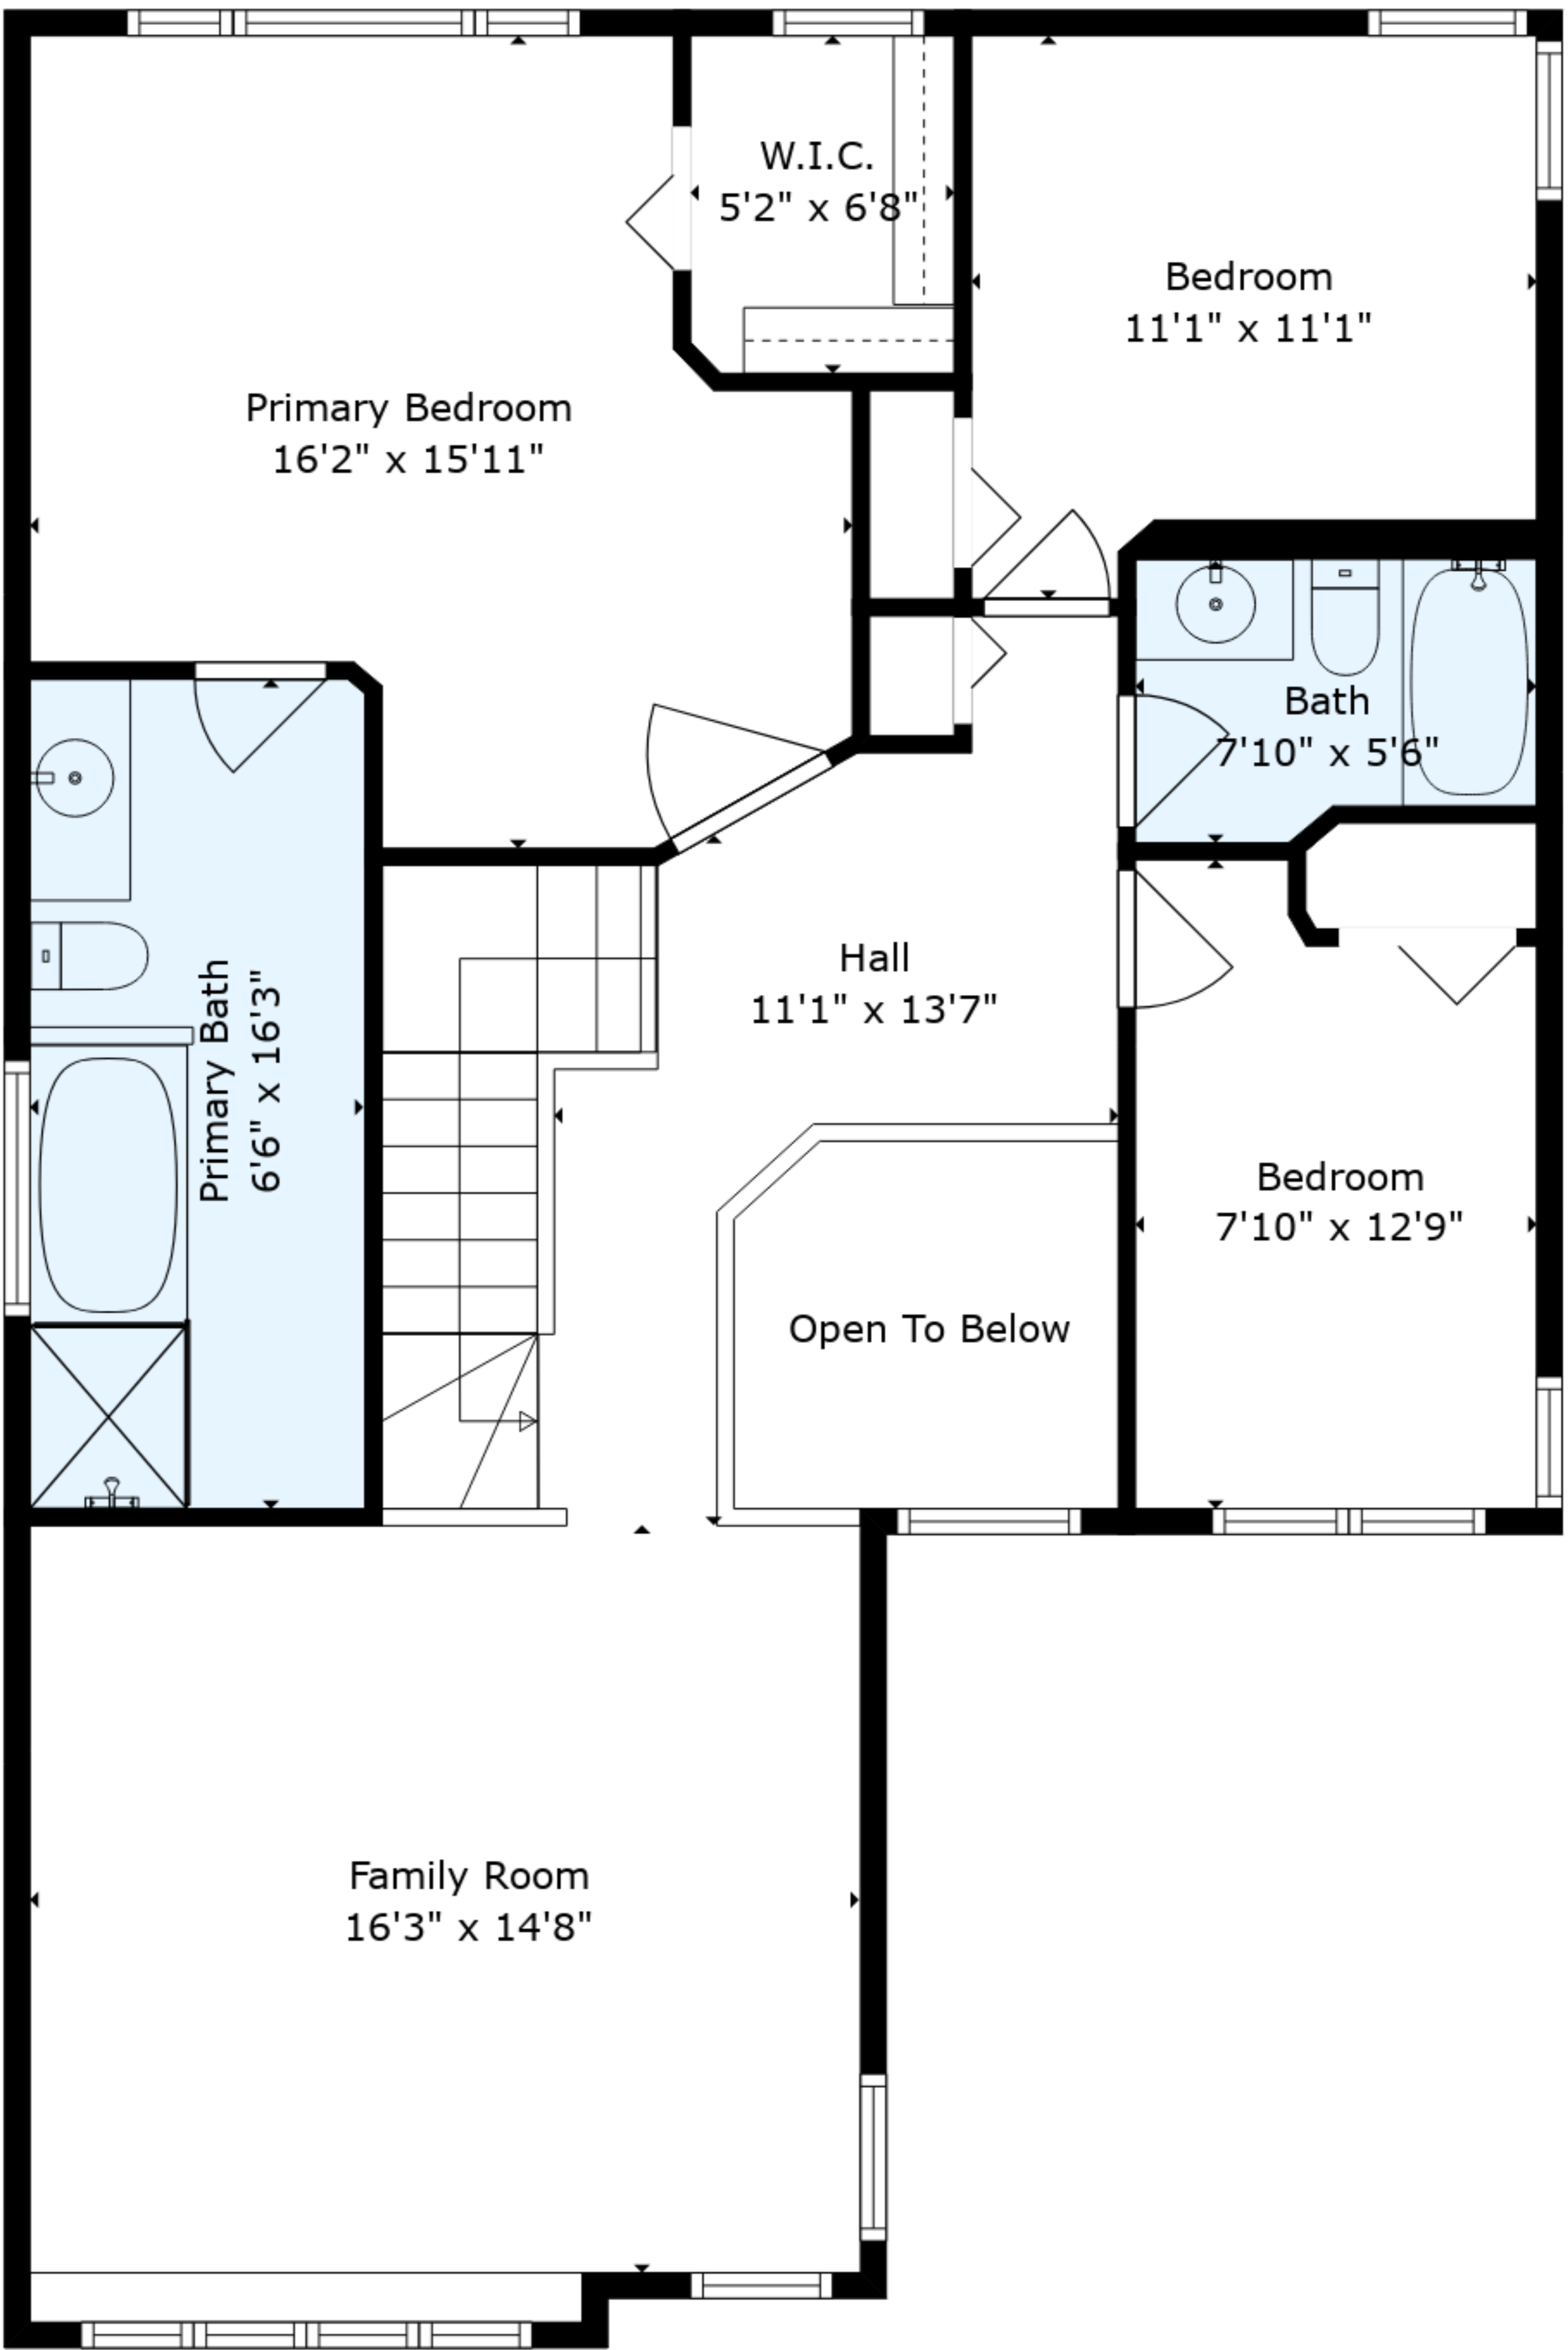 W.I.C.
5'2" x 6'8"
Bedroom
11'1" x 11'1"
Primary Bedroom
16'2" x 15'11"
Bath
7'10" x 5'6"
Hall
11'1" x 13'7"
Primary Bath
6'6" x 16'3"
Bedroom
7'10" x 12'9"
Open To Below
Family Room
16'3" x 14'8"